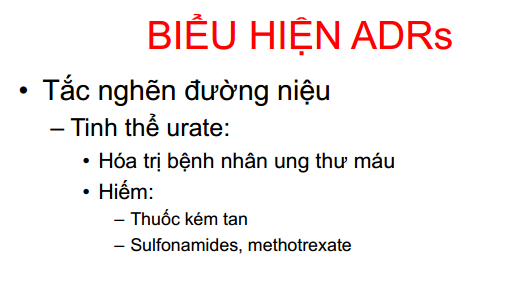 BIỂU HIỆN ADRs
• Tắc nghẽn đường niệu
– Tinh thể urate:
• Hóa trị bệnh nhân ung thư máu
• Hiếm:
– Thuốc kém tan
– Sulfonamides, methotrexate